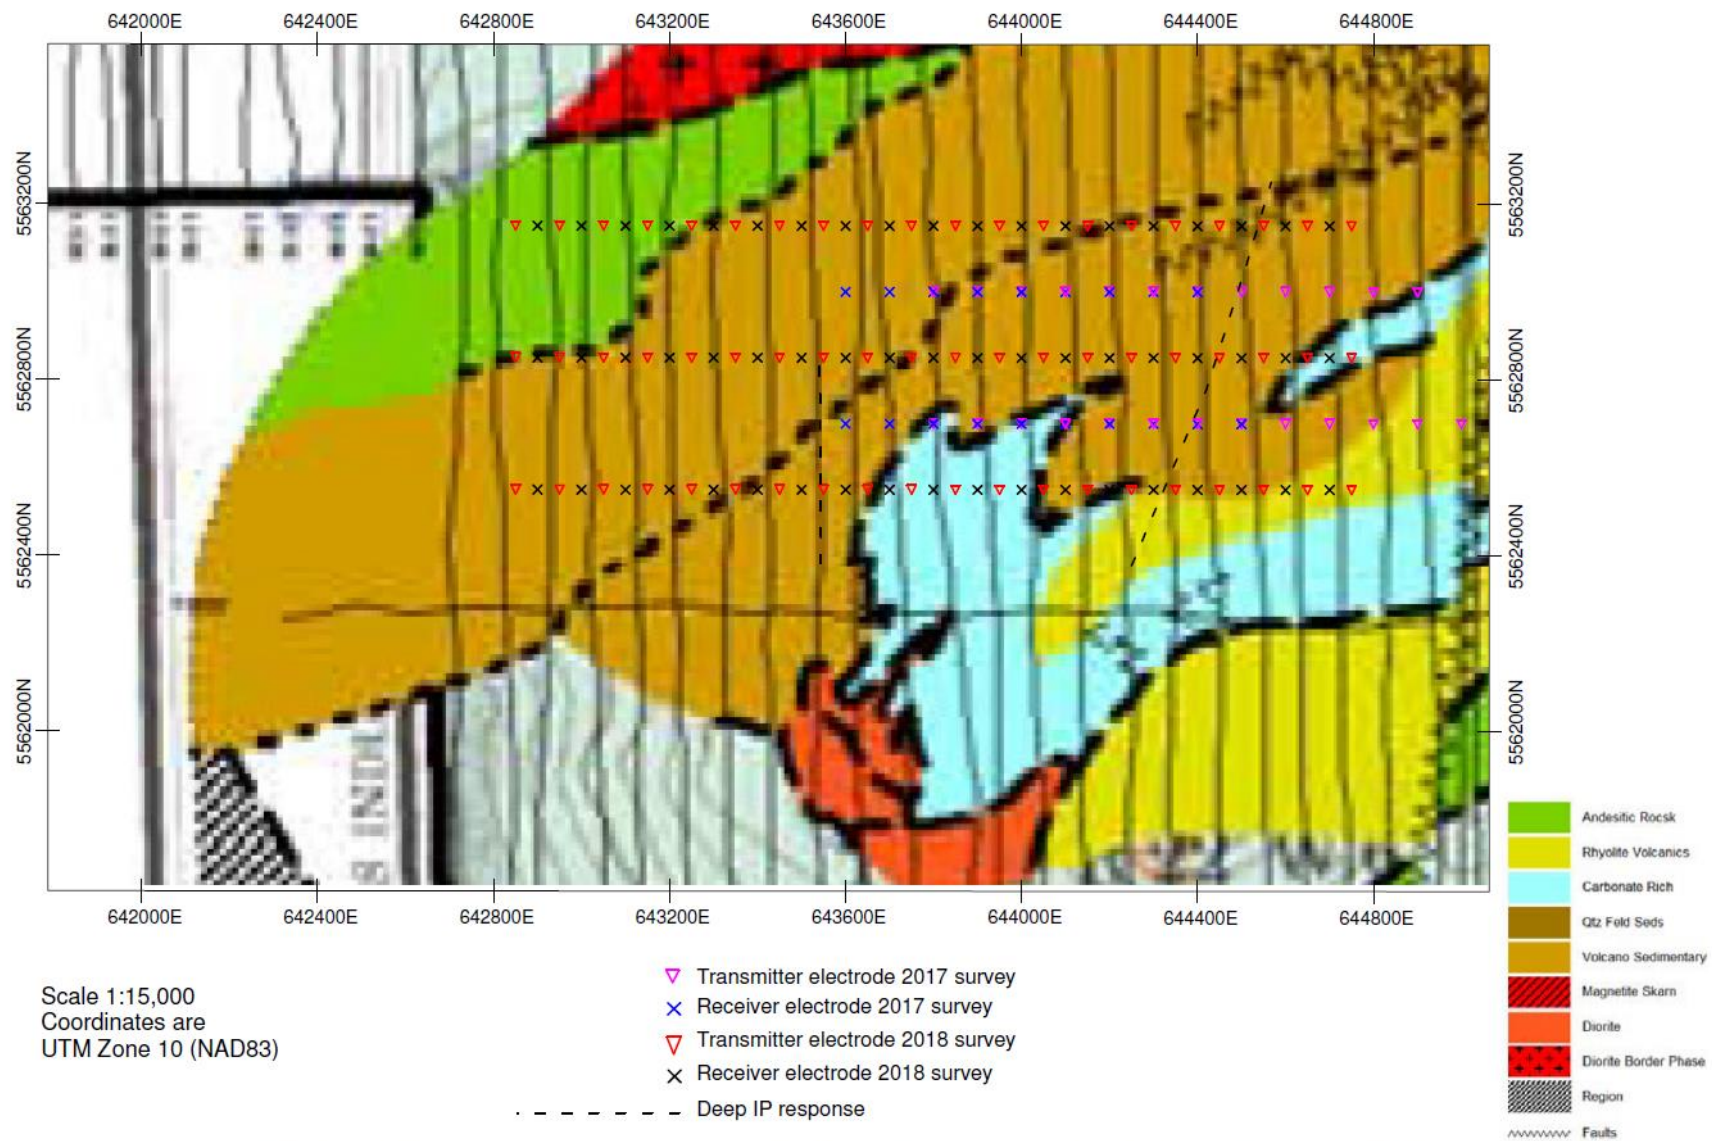 642000E 642400E 642800E 643200E 643600E 644000E 644400E 644800E
5563200N 5563200N
5562800N 5562800N
5562400N 5562400N
5562000N 5562000N
S INI
642000E 642400E 642800E 643200E 643600E 644000E 644400E 644800E
Scale 1:15,000
Coordinates are
UTM Zone 10 (NAD83)
Transmitter electrode 2017 survey
Receiver electrode 2017 survey
Transmitter electrode 2018 survey
Receiver electrode 2018 survey
Deep IP response
Andesitic Rocsk
Rhyolite Volcanics
Carbonate Rich
Qtz Feld Seds
Volcano Sedimentary
Magnetite Skarn
Diorite
Diorite Border Phase
Region
Faults